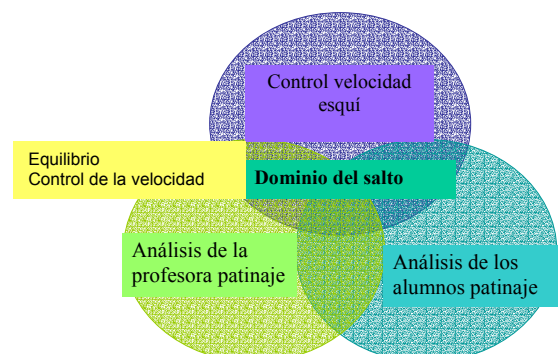 Control velocidad
esquí
Equilibrio
Control de la velocidad
Dominio del salto
Análisis de la
profesora patinaje
Análisis de los
alumnos patinaje